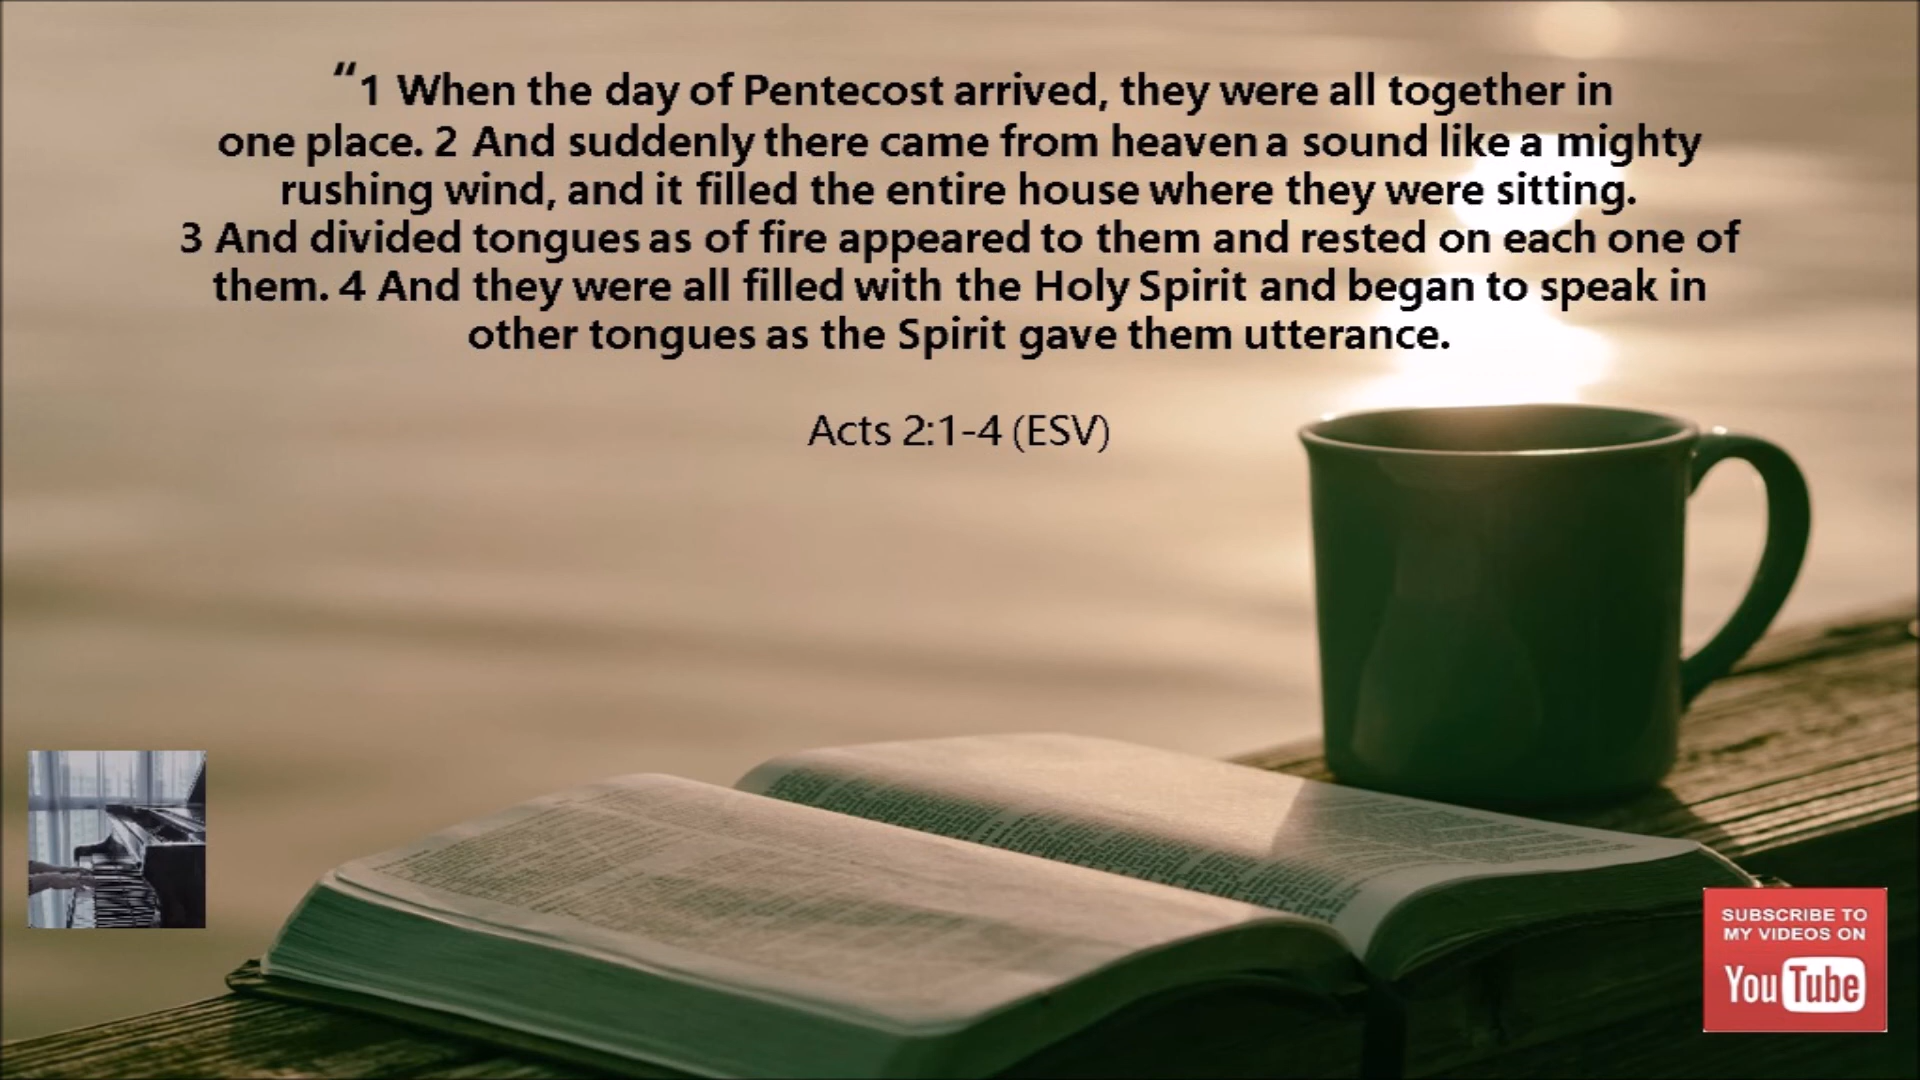 “1 When the day of Pentecost arrived, they were all together in
one place. 2 And suddenly there came from heaven a sound like a mighty
rushing wind, and it filled the entire house where they were sitting.
3 And divided tongues as of fire appeared to them and rested on each one of
them. 4 And they were all filled with the Holy Spirit and began to speak in
other tongues as the Spirit gave them utterance.
Acts 2:1-4 (ESV)
SUBSCRIBE TO
MY VIDEOS ON
YouTube